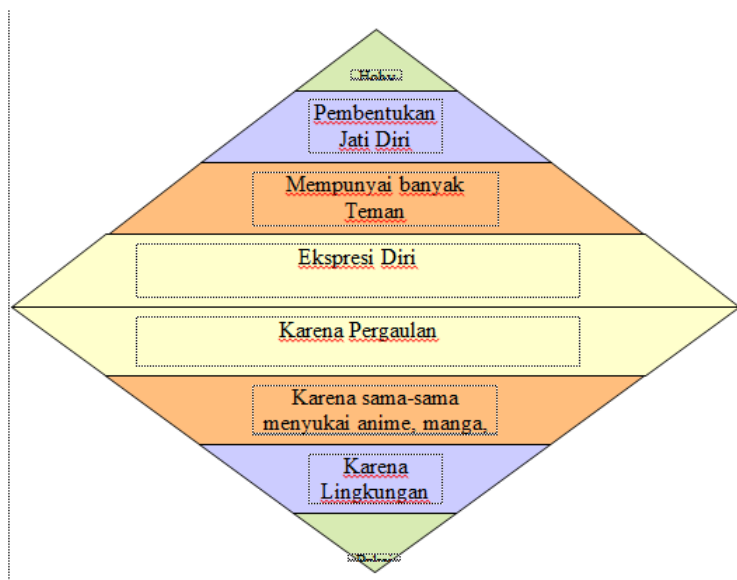 Pembentukan
Jati Diri
Mempunyai banyak
Teman
Ekspresi Diri
Karena Pergaulan
Karena sama-sama
menyukai anime, manga,
Karena
Lingkungan